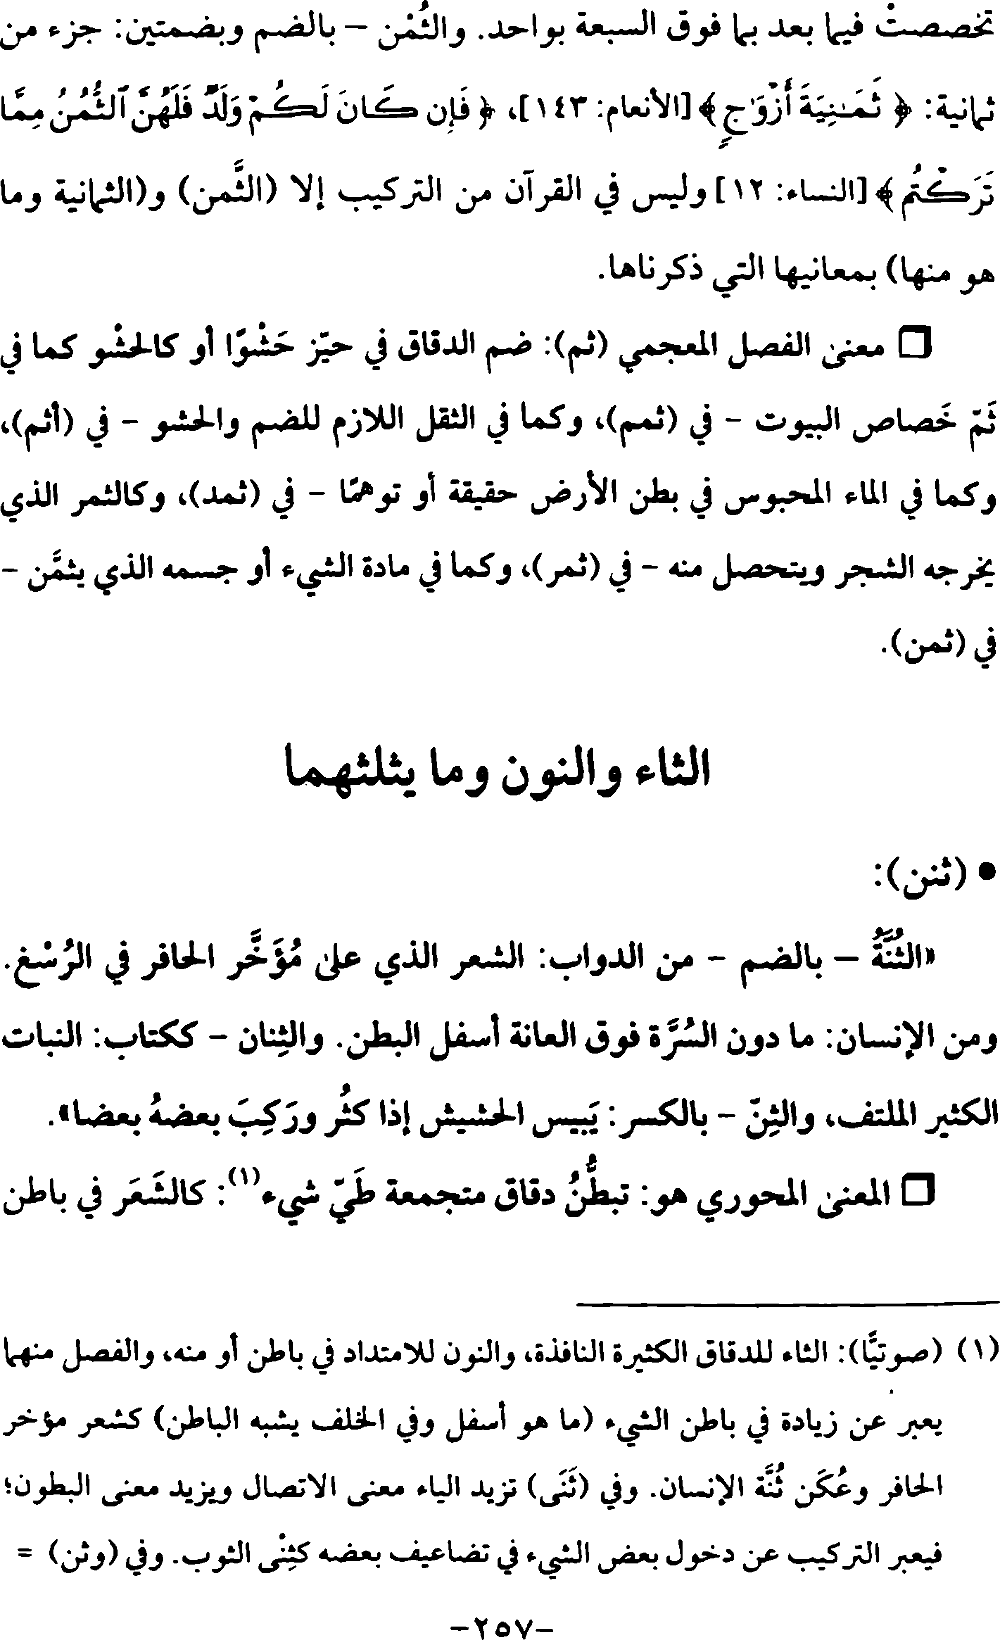 تخصصتْ فيما بعد بما فوق السبعة بواحد. والثُمْن – بالضم وبضمتين: جزء من
ثمانية: ﴿ ثَمَـٰنِيَةَ أَزْوَٰجٍ ﴾ [الأنعام: ١٤٣]، ﴿ فَإِن كَانَ لَكُمْ وَلَدٌ فَلَهُنَّ ٱلثُّمُنُ مِمَّا
تَرَكْتُم ﴾ [النساء: ١٢] وليس في القرآن من التركيب إلا (الثَّمن) و(الثمانية وما
هو منها) بمعانيها التي ذكرناها.
❒ معنى الفصل المعجمي (ثم): ضم الدقاق في حيّز حَشْوًا أو كالحشْو كما في
ثَمّ خَصاص البيوت – في (ثمم)، وكما في الثقل اللازم للضم والحشو – في (أثم)،
وكما في الماء المحبوس في بطن الأرض حقيقة أو توهمًا – في (ثمد)، وكالثمر الذي
يخرجه الشجر ويتحصل منه – في (ثمر)، وكما في مادة الشيء أو جسمه الذي يثمَّن –
في (ثمن).
الثاء والنون وما يثلثهما
• (ثنن):
«الثُنَّةُ – بالضم – من الدواب: الشعر الذي على مُؤَخَّر الحافر في الرُسْغ.
ومن الإنسان: ما دون السُرَّة فوق العانة أسفل البطن. والثِنان – ككتاب: النبات
الكثير الملتف، والثِنّ – بالكسر: يَبِيس الحشيش إذا كثُر ورَكِبَ بعضهُ بعضا».
❒ المعنى المحوري هو: تبطُّنُ دقاق متجمعة طَيّ شيء(١): كالشَعَر في باطن
(١) (صوتيًّا): الثاء للدقاق الكثيرة النافذة، والنون للامتداد في باطن أو منه، والفصل منهما
يعبر عن زيادة في باطن الشيء (ما هو أسفل وفي الخلف يشبه الباطن) كشعر مؤخر
الحافر وعُكَن ثُنَّة الإنسان. وفي (ثَنَى) تزيد الياء معنى الاتصال ويزيد معنى البطون؛
فيعبر التركيب عن دخول بعض الشيء في تضاعيف بعضه كثِنْى الثوب. وفي (وثن) =
–٢٥٧–